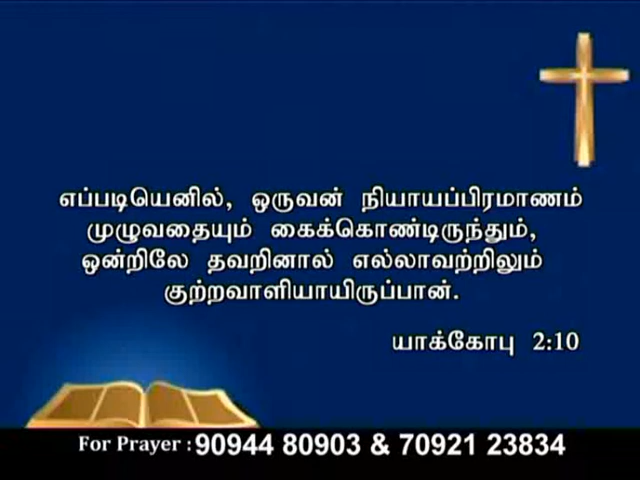 எப்படியெனில், ஒருவன் நியாயப்பிரமாணம்
முழுவதையும் கைக்கொண்டிருந்தும்,
ஒன்றிலே தவறினால் எல்லாவற்றிலும்
குற்றவாளியாயிருப்பான்.
யாக்கோபு 2:10
For Prayer : 90944 80903 & 70921 23834